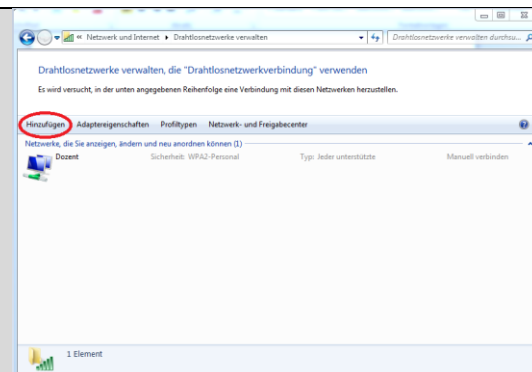 « Netzwerk und Internet ▸ Drahtlosnetzwerke verwalten
Drahtlosnetzwerke verwalten durchsu...
Drahtlosnetzwerke verwalten, die "Drahtlosnetzwerkverbindung" verwenden
Es wird versucht, in der unten angegebenen Reihenfolge eine Verbindung mit diesen Netzwerken herzustellen.
Hinzufügen Adaptereigenschaften Profiltypen Netzwerk- und Freigabecenter
Netzwerke, die Sie anzeigen, ändern und neu anordnen können (1)
Dozent Sicherheit: WPA2-Personal Typ: Jeder unterstützte Manuell verbinden
1 Element